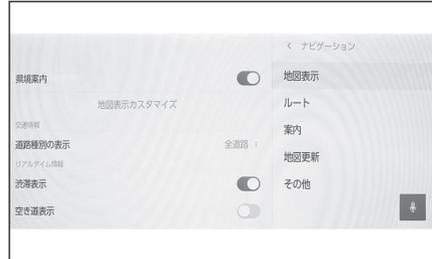 県境案内
地図表示カスタマイズ
交通情報
道路種別の表示
全道路
リアルタイム情報
渋滞表示
空き道表示
< ナビゲーション
地図表示
ルート
案内
地図更新
その他